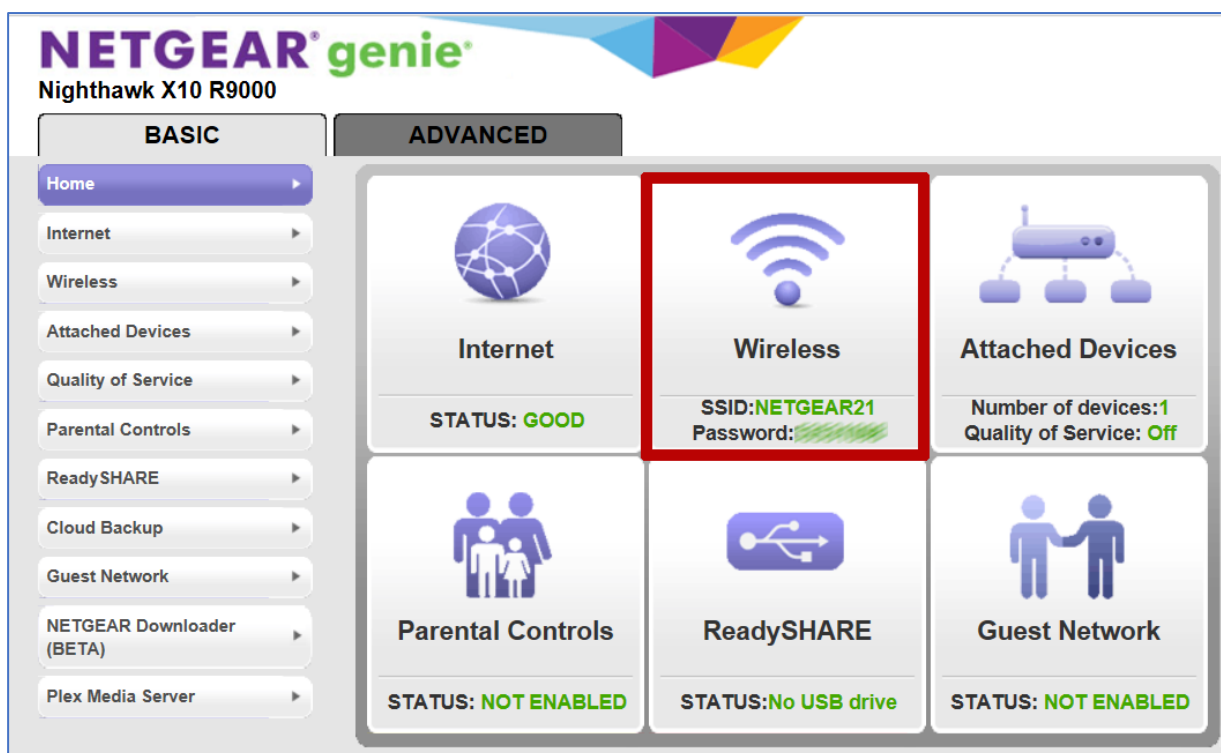 NETGEAR® genie®
Nighthawk X10 R9000
BASIC
ADVANCED
Home
Internet
Wireless
Attached Devices
Quality of Service
Parental Controls
ReadySHARE
Cloud Backup
Guest Network
NETGEAR Downloader
(BETA)
Plex Media Server
Internet
STATUS: GOOD
Wireless
SSID:NETGEAR21
Password:
Attached Devices
Number of devices:1
Quality of Service: Off
Parental Controls
STATUS: NOT ENABLED
ReadySHARE
STATUS:No USB drive
Guest Network
STATUS: NOT ENABLED